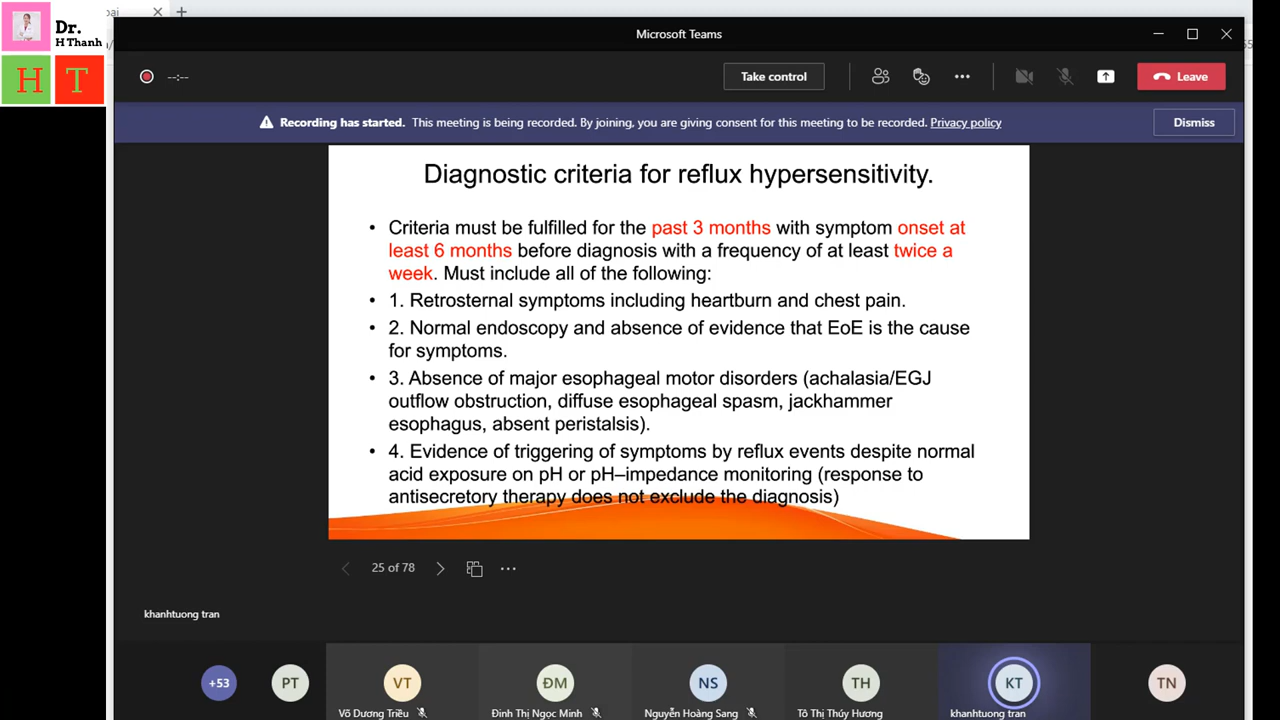 Dr.
H Thanh
H T
Microsoft Teams
--:--
Take control
Leave
Recording has started. This meeting is being recorded. By joining, you are giving consent for this meeting to be recorded. Privacy policy
Dismiss
Diagnostic criteria for reflux hypersensitivity.
• Criteria must be fulfilled for the past 3 months with symptom onset at
least 6 months before diagnosis with a frequency of at least twice a
week. Must include all of the following:
• 1. Retrosternal symptoms including heartburn and chest pain.
• 2. Normal endoscopy and absence of evidence that EoE is the cause
for symptoms.
• 3. Absence of major esophageal motor disorders (achalasia/EGJ
outflow obstruction, diffuse esophageal spasm, jackhammer
esophagus, absent peristalsis).
• 4. Evidence of triggering of symptoms by reflux events despite normal
acid exposure on pH or pH–impedance monitoring (response to
antisecretory therapy does not exclude the diagnosis)
25 of 78
khanhtuong tran
+53
PT
VT
ĐM
NS
TH
KT
TN
Võ Dương Triều
Đinh Thị Ngọc Minh
Nguyễn Hoàng Sang
Tô Thị Thúy Hương
khanhtuong tran